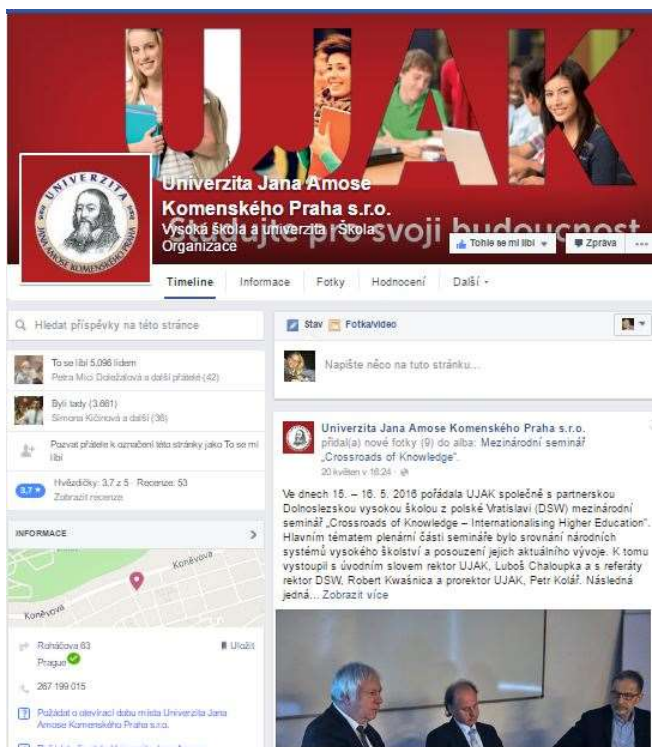 UJAK
UNIVERZITA
JANA AMOSE KOMENSKÉHO PRAHA
Univerzita Jana Amose
Komenského Praha s.r.o.
Vysoká škola a univerzita · Škola
Organizace
Studujte pro svoji budoucnost
Tohle se mi líbí
Zpráva
Timeline Informace Fotky Hodnocení Další
Hledat příspěvky na této stránce
To se líbí 5,096 lidem
Petra Mici Doležalová a další přátelé (42)
Byli tady (3,661)
Simona Kičinová a další (36)
Pozvat přátele k označení této stránky jako To se mi
líbí
3,7 ★
Hvězdičky: 3,7 z 5 · Recenze: 53
Zobrazit recenze
INFORMACE
Koněvova
Koněvova
Roháčova 63
Prague
Uložit
267 199 015
Požádat o otevírací dobu místa Univerzita Jana
Amose Komenského Praha s.r.o.
Stav Fotka/video
Napište něco na tuto stránku...
Univerzita Jana Amose Komenského Praha s.r.o.
přidal(a) nové fotky (9) do alba: Mezinárodní seminář
„Crossroads of Knowledge“.
20 květen v 16:24
Ve dnech 15. – 16. 5. 2016 pořádala UJAK společně s partnerskou
Dolnoslezskou vysokou školou z polské Vratislavi (DSW) mezinárodní
seminář „Crossroads of Knowledge – Internationalising Higher Education“.
Hlavním tématem plenární části semináře bylo srovnání národních
systémů vysokého školství a posouzení jejich aktuálního vývoje. K tomu
vystoupil s úvodním slovem rektor UJAK, Luboš Chaloupka a s referáty
rektor DSW, Robert Kwaśnica a prorektor UJAK, Petr Kolář. Následná
jedná... Zobrazit více